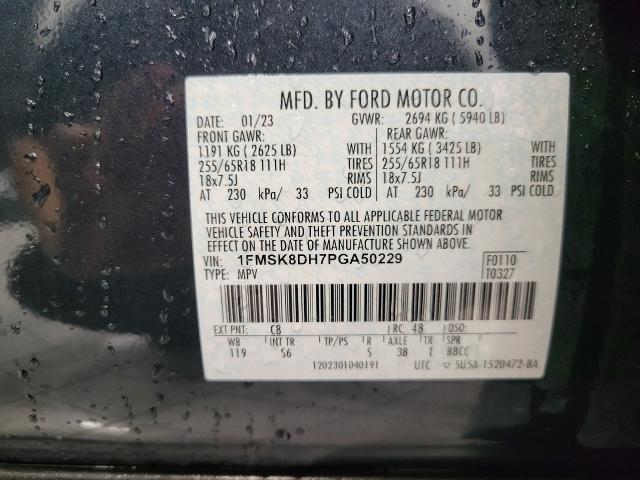 MFD. BY FORD MOTOR CO.
DATE: 01/23 GVWR: 2694 KG ( 5940 LB)
FRONT GAWR: REAR GAWR:
1191 KG ( 2625 LB) WITH 1554 KG ( 3425 LB) WITH
255/65R18 111H TIRES 255/65R18 111H TIRES
18x7.5J RIMS 18x7.5J RIMS
AT 230 kPa/ 33 PSI COLD AT 230 kPa/ 33 PSI COLD
THIS VEHICLE CONFORMS TO ALL APPLICABLE FEDERAL MOTOR
VEHICLE SAFETY AND THEFT PREVENTION STANDARDS IN
EFFECT ON THE DATE OF MANUFACTURE SHOWN ABOVE.
VIN: 1FMSK8DH7PGA50229 F0110
TYPE: MPV T0327
EXT PNT: C8 RC: 48 DSO:
WB INT TR TP/PS R AXLE TR SPR
119 S6 S 38 T BBCC
1202301040191 UTC ▽ 5U5A-1520472-BA